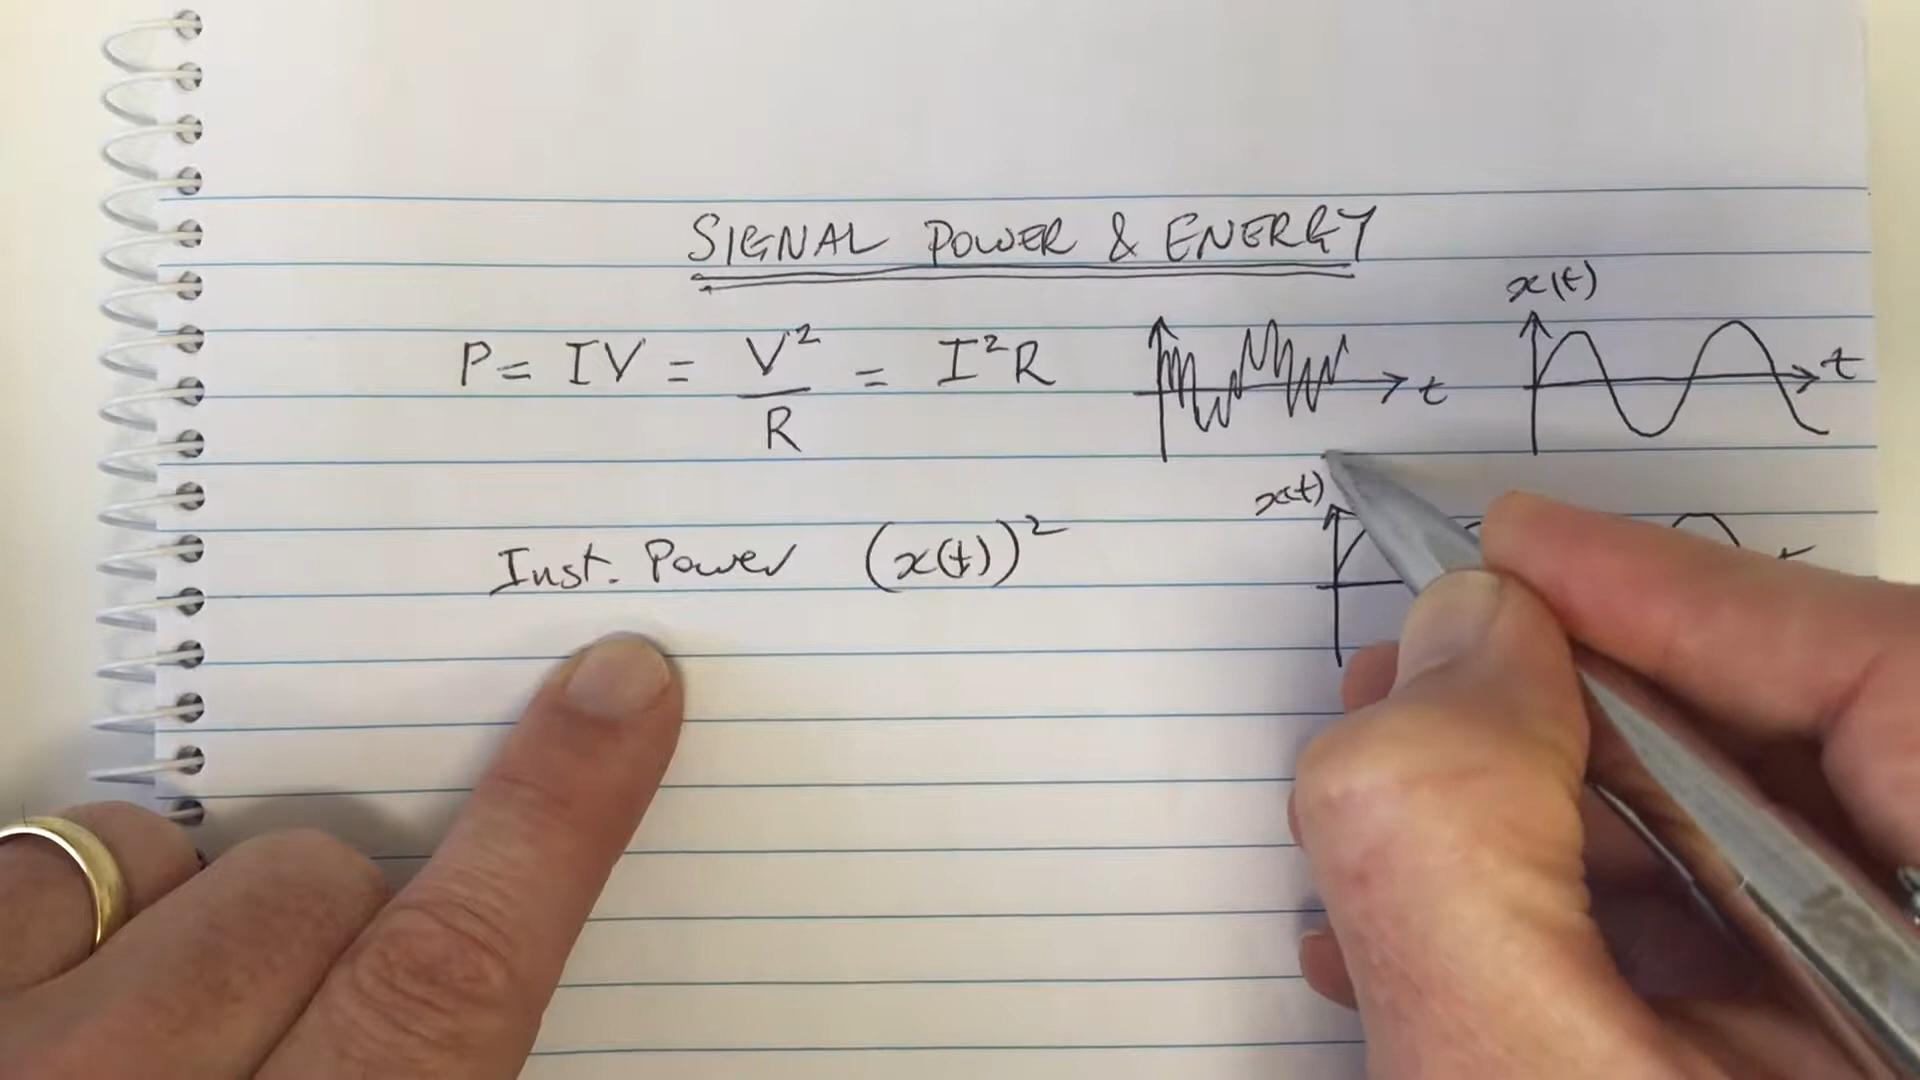 SIGNAL POWER & ENERGY
x(t)
P = IV = V²/R = I²R
t
t
x(t)
Inst. Power (x(t))²